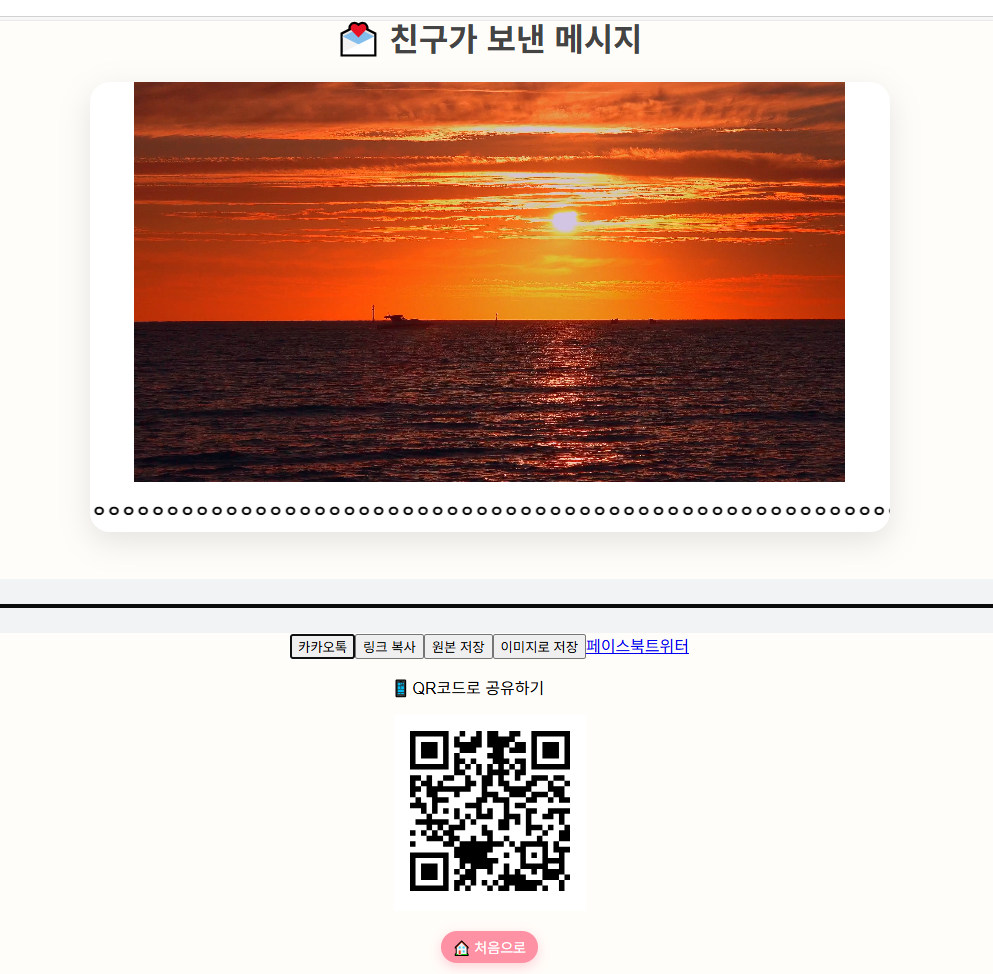 💌 친구가 보낸 메시지
ㅇㅇㅇㅇㅇㅇㅇㅇㅇㅇㅇㅇㅇㅇㅇㅇㅇㅇㅇㅇㅇㅇㅇㅇㅇㅇㅇㅇㅇㅇㅇㅇㅇㅇㅇㅇㅇㅇㅇㅇㅇㅇㅇㅇㅇㅇㅇㅇㅇㅇㅇㅇㅇㅇ
카카오톡 링크 복사 원본 저장 이미지로 저장 페이스북트위터
📱 QR코드로 공유하기
🏠 처음으로